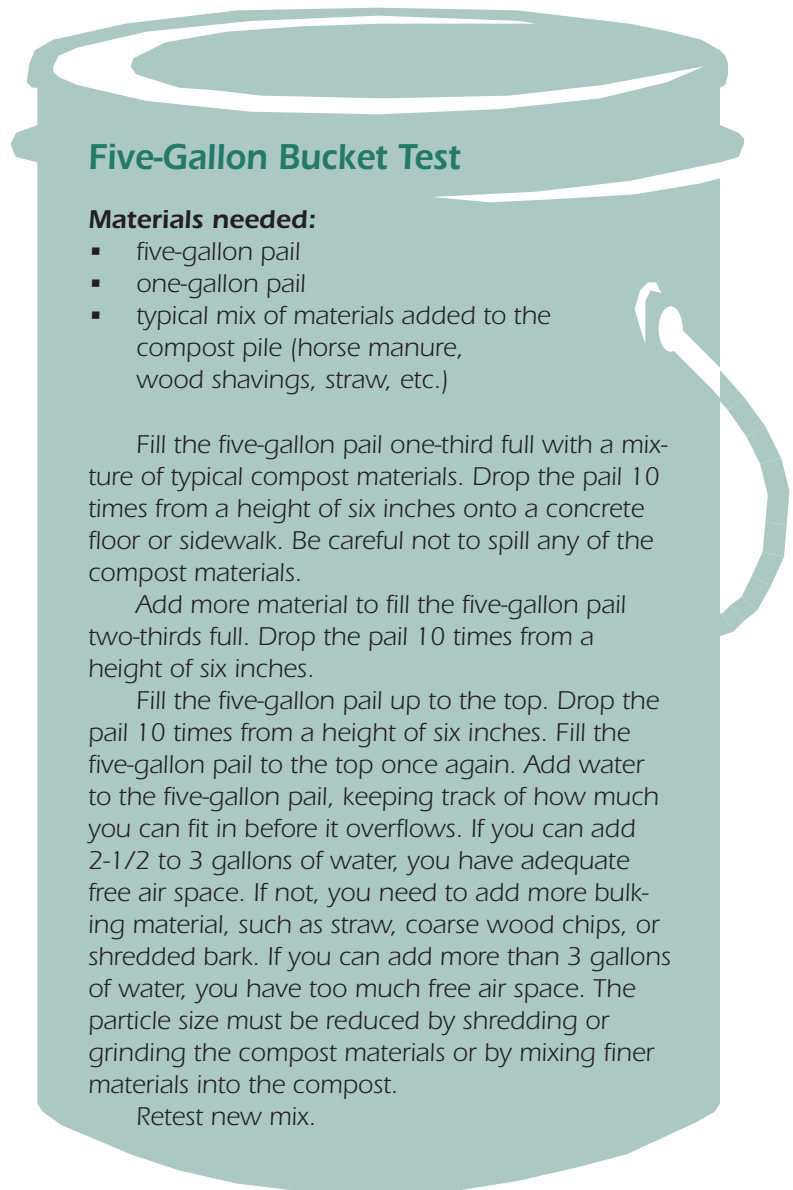 Five-Gallon Bucket Test
Materials needed:
▪ five-gallon pail
▪ one-gallon pail
▪ typical mix of materials added to the
compost pile (horse manure,
wood shavings, straw, etc.)
Fill the five-gallon pail one-third full with a mix-
ture of typical compost materials. Drop the pail 10
times from a height of six inches onto a concrete
floor or sidewalk. Be careful not to spill any of the
compost materials.
Add more material to fill the five-gallon pail
two-thirds full. Drop the pail 10 times from a
height of six inches.
Fill the five-gallon pail up to the top. Drop the
pail 10 times from a height of six inches. Fill the
five-gallon pail to the top once again. Add water
to the five-gallon pail, keeping track of how much
you can fit in before it overflows. If you can add
2-1/2 to 3 gallons of water, you have adequate
free air space. If not, you need to add more bulk-
ing material, such as straw, coarse wood chips, or
shredded bark. If you can add more than 3 gallons
of water, you have too much free air space. The
particle size must be reduced by shredding or
grinding the compost materials or by mixing finer
materials into the compost.
Retest new mix.